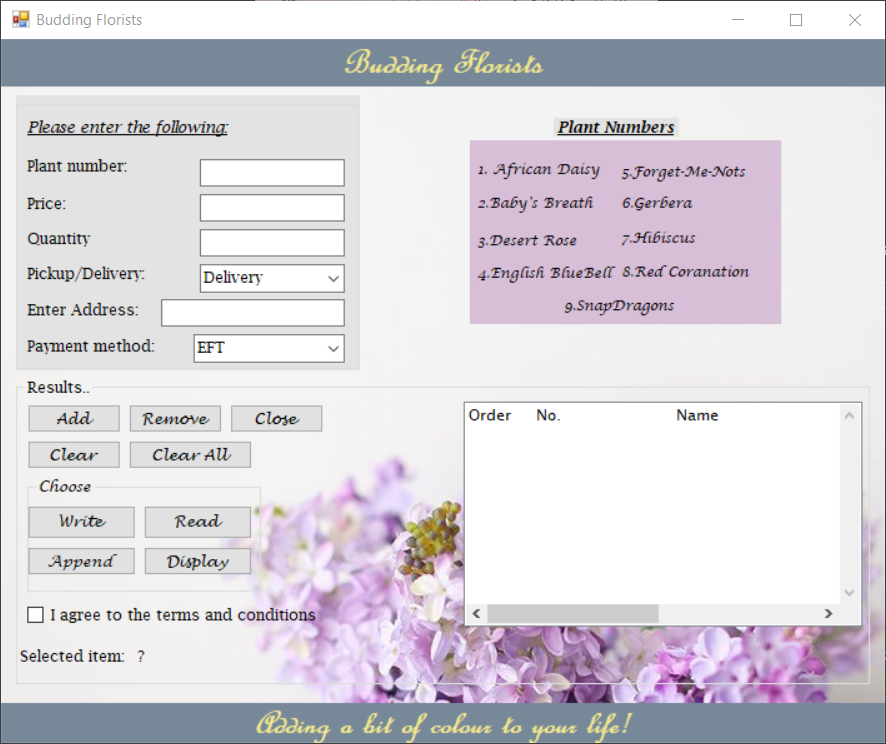 Budding Florists
Budding Florists
Please enter the following:
Plant number:
Price:
Quantity
Pickup/Delivery: Delivery
Enter Address:
Payment method: EFT
Plant Numbers
1. African Daisy 5.Forget-Me-Nots
2.Baby's Breath 6.Gerbera
3.Desert Rose 7.Hibiscus
4.English BlueBell 8.Red Coranation
9.SnapDragons
Results..
Add Remove Close
Clear Clear All
Choose
Write Read
Append Display
I agree to the terms and conditions
Selected item: ?
Order No. Name
Adding a bit of colour to your life!